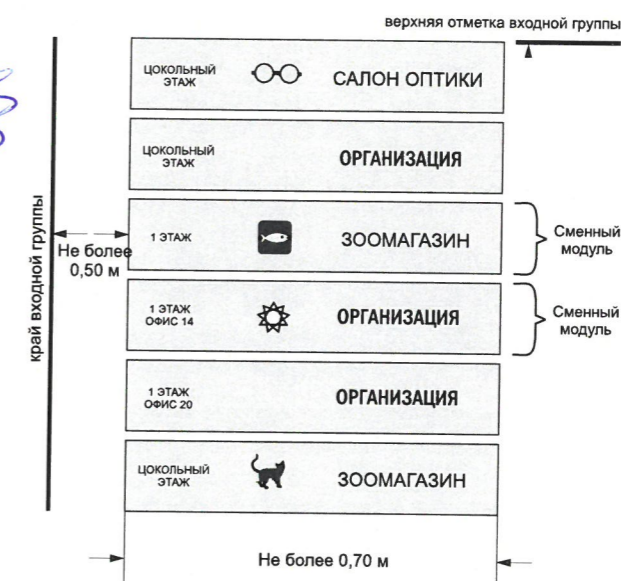 верхняя отметка входной группы
ЦОКОЛЬНЫЙ
ЭТАЖ
САЛОН ОПТИКИ
ЦОКОЛЬНЫЙ
ЭТАЖ
ОРГАНИЗАЦИЯ
край входной группы
Не более
0,50 м
1 ЭТАЖ
ЗООМАГАЗИН
Сменный
модуль
1 ЭТАЖ
ОФИС 14
ОРГАНИЗАЦИЯ
Сменный
модуль
1 ЭТАЖ
ОФИС 20
ОРГАНИЗАЦИЯ
ЦОКОЛЬНЫЙ
ЭТАЖ
ЗООМАГАЗИН
Не более 0,70 м